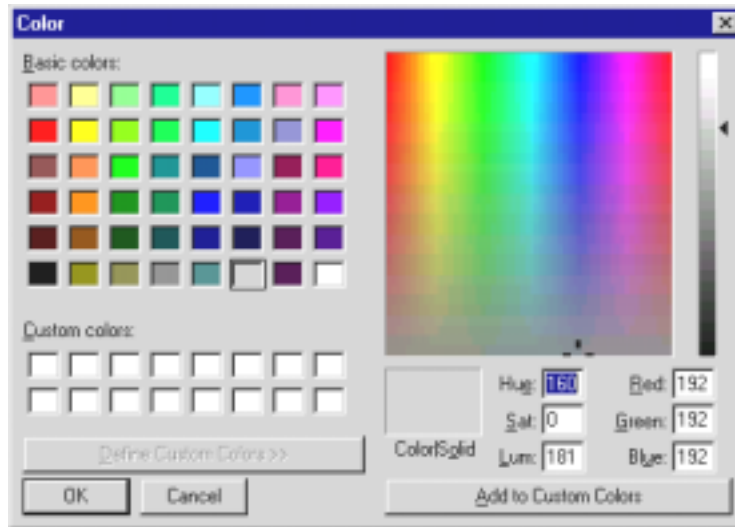 Color
Basic colors:
Custom colors:
Define Custom Colors >>
OK Cancel
Color|Solid
Hue: 160 Red: 192
Sat: 0 Green: 192
Lum: 181 Blue: 192
Add to Custom Colors